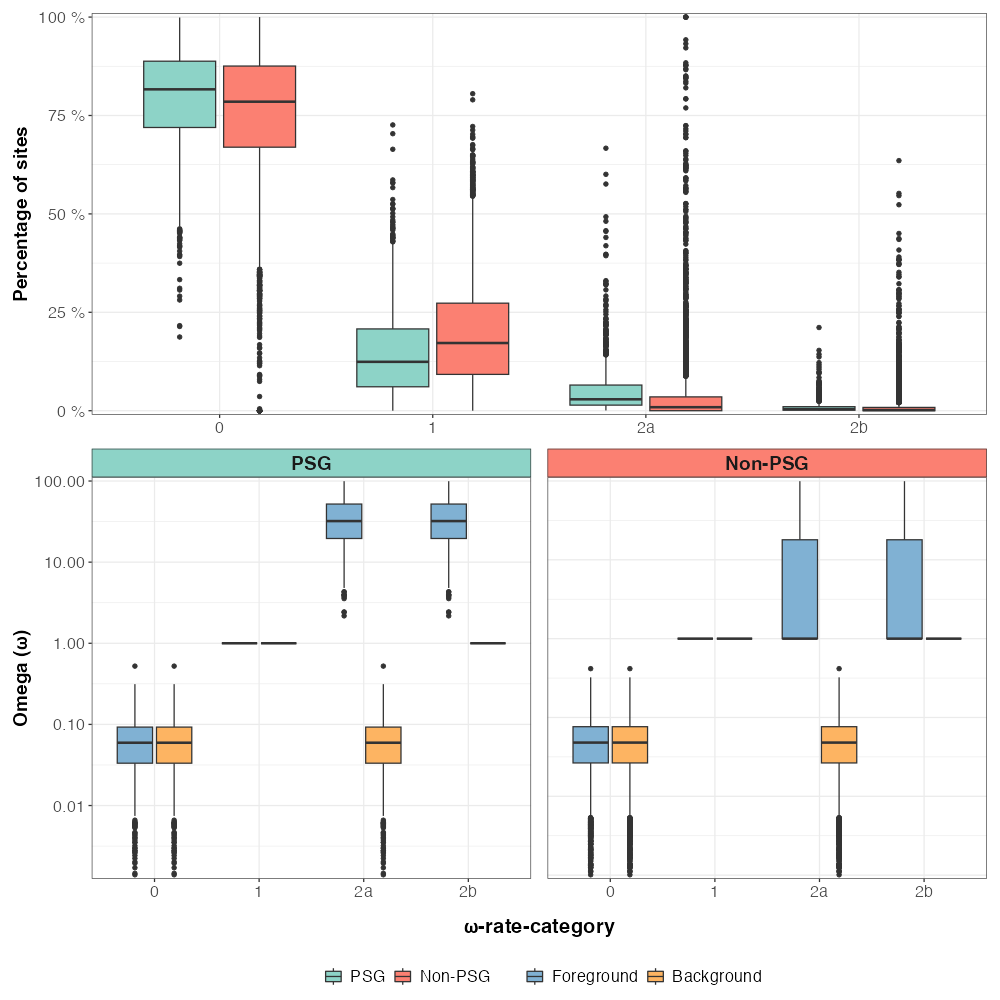 Percentage of sites
100 %
75 %
50 %
25 %
0 %
0 1 2a 2b
PSG
Non-PSG
Omega (ω)
100.00
10.00
1.00
0.10
0.01
0 1 2a 2b
0 1 2a 2b
ω-rate-category
PSG Non-PSG Foreground Background